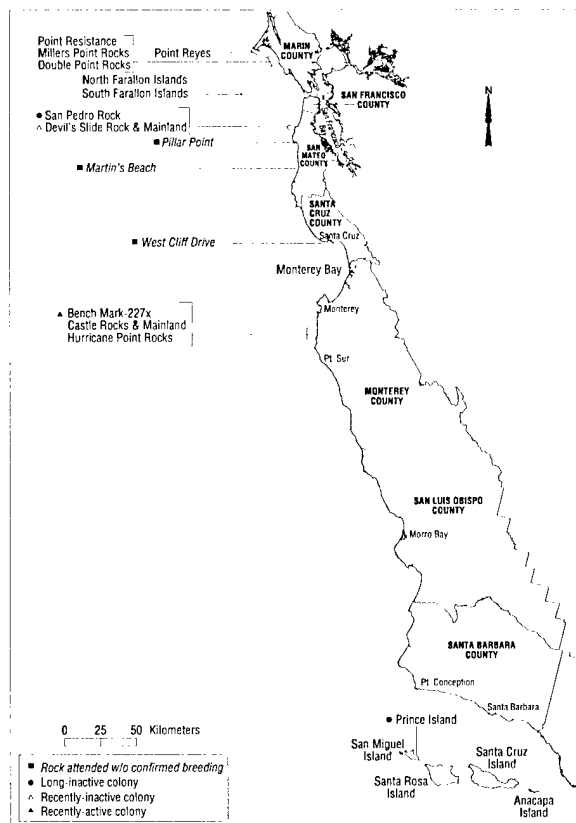 Point Resistance
Millers Point Rocks
Double Point Rocks
Point Reyes
MARIN
COUNTY
North Farallon Islands
South Farallon Islands
SAN FRANCISCO
COUNTY
N
● San Pedro Rock
△ Devil's Slide Rock & Mainland
■ Pillar Point
SAN
MATEO
COUNTY
■ Martin's Beach
SANTA
CRUZ
COUNTY
Santa Cruz
■ West Cliff Drive
Monterey Bay
▲ Bench Mark-227x
Castle Rocks & Mainland
Hurricane Point Rocks
Monterey
Pt Sur
MONTEREY
COUNTY
SAN LUIS OBISPO
COUNTY
Morro Bay
SANTA BARBARA
COUNTY
Pt Conception
Santa Barbara
0 25 50 Kilometers
● Prince Island
San Miguel
Island
Santa Cruz
Island
Santa Rosa
Island
Anacapa
Island
■ Rock attended w/o confirmed breeding
● Long-inactive colony
△ Recently-inactive colony
▲ Recently-active colony